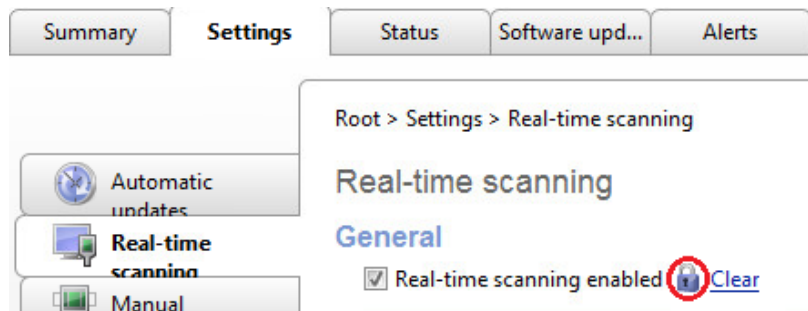 Summary
Settings
Status
Software upd...
Alerts
Root > Settings > Real-time scanning
Automatic
updates
Real-time scanning
Real-time
scanning
General
Real-time scanning enabled Clear
Manual